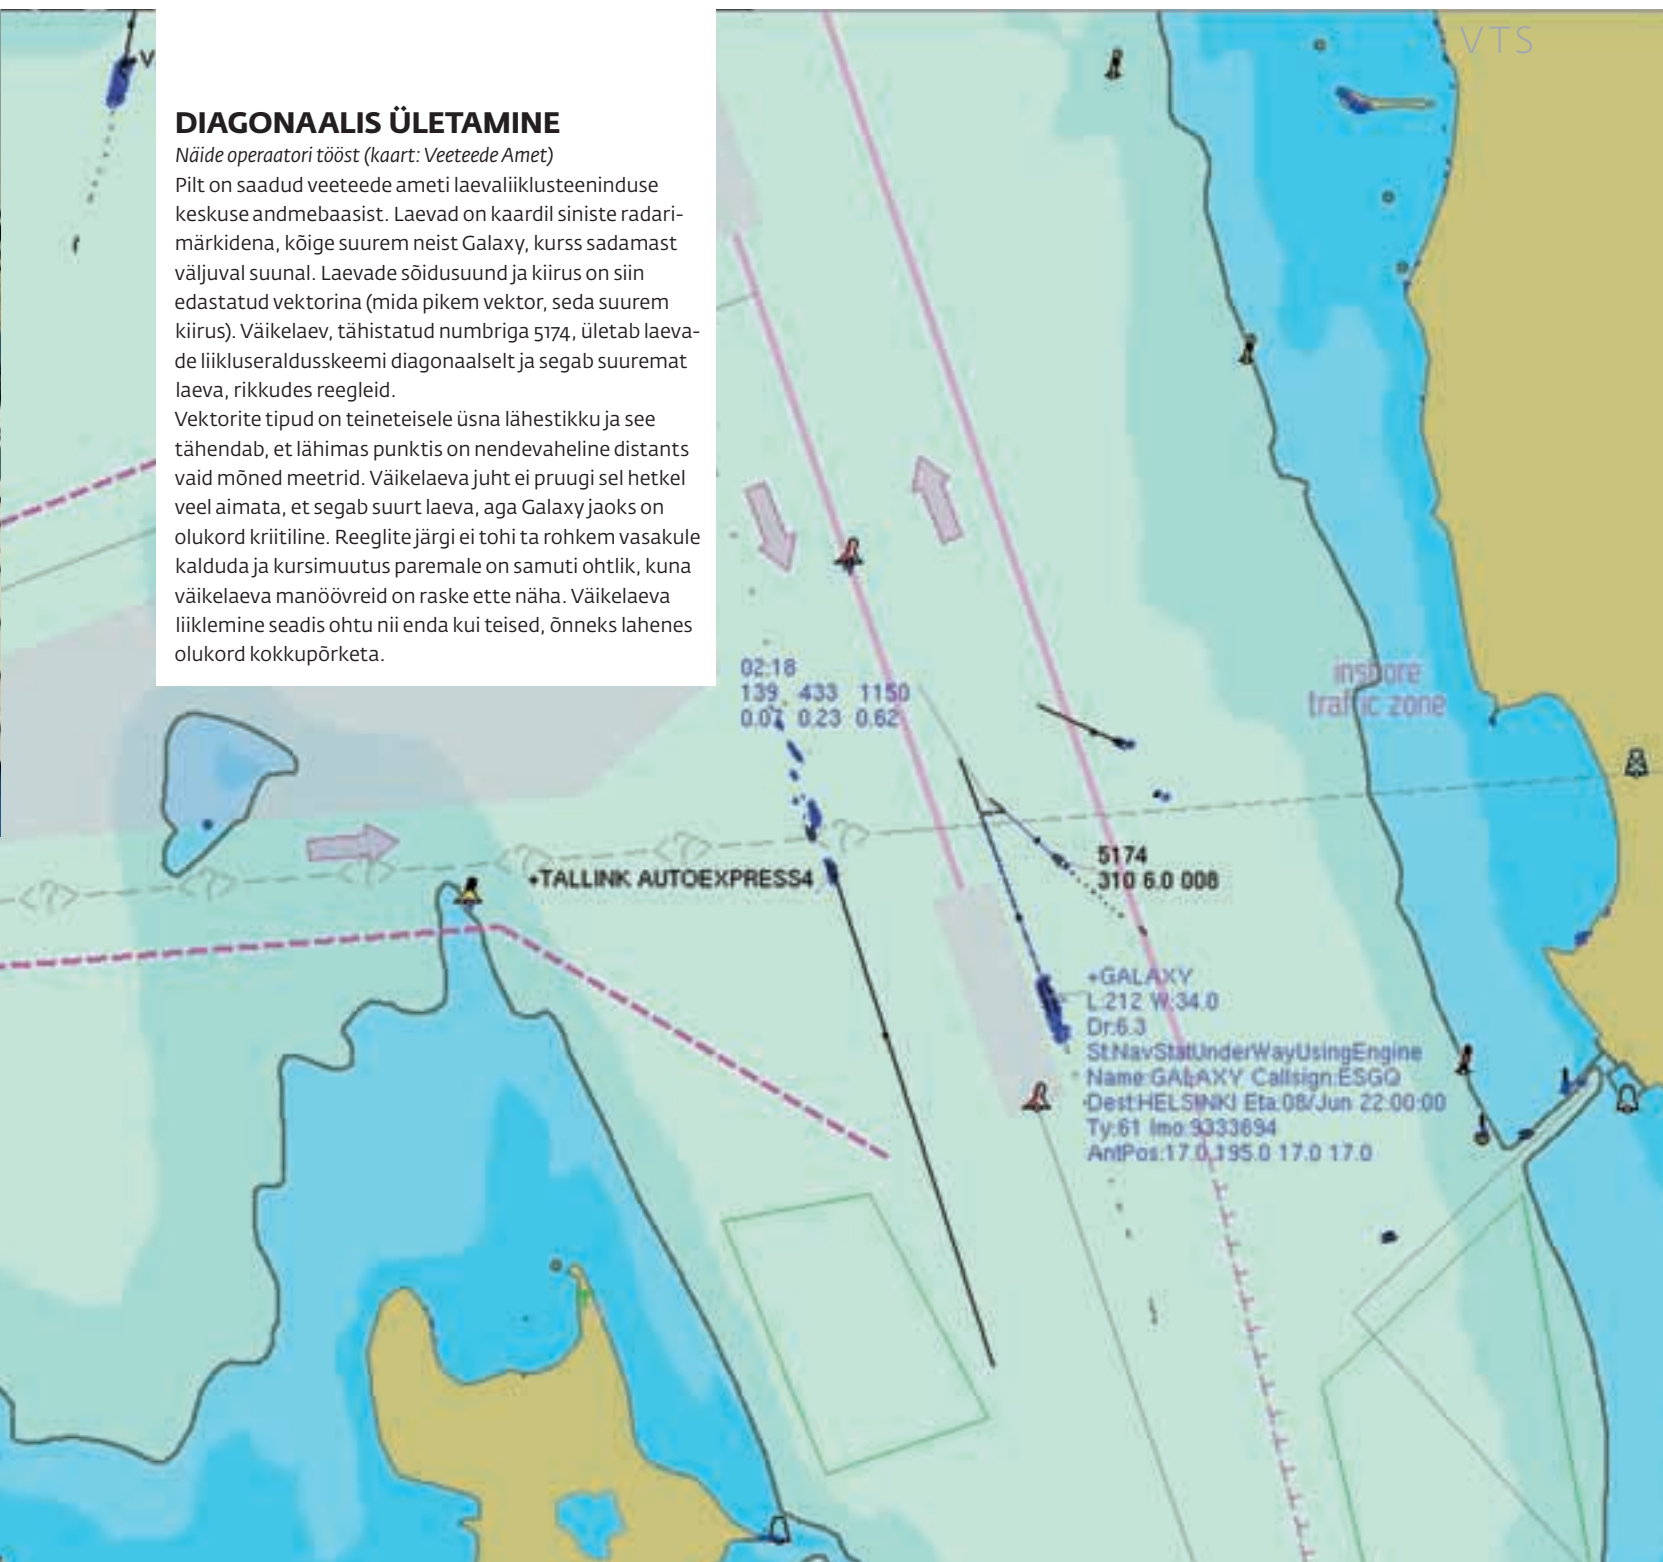 VTS
V
DIAGONAALIS ÜLETAMINE
Näide operaatori tööst (kaart: Veeteede Amet)
Pilt on saadud veeteede ameti laevaliiklusteeninduse
keskuse andmebaasist. Laevad on kaardil siniste radari-
märkidena, kõige suurem neist Galaxy, kurss sadamast
väljuval suunal. Laevade sõidusuund ja kiirus on siin
edastatud vektorina (mida pikem vektor, seda suurem
kiirus). Väikelaev, tähistatud numbriga 5174, ületab laeva-
de liikluseraldusskeemi diagonaalselt ja segab suuremat
laeva, rikkudes reegleid.
Vektorite tipud on teineteisele üsna lähestikku ja see
tähendab, et lähimas punktis on nendevaheline distants
vaid mõned meetrid. Väikelaeva juht ei pruugi sel hetkel
veel aimata, et segab suurt laeva, aga Galaxy jaoks on
olukord kriitiline. Reeglite järgi ei tohi ta rohkem vasakule
kalduda ja kursimuutus paremale on samuti ohtlik, kuna
väikelaeva manöövreid on raske ette näha. Väikelaeva
liiklemine seadis ohtu nii enda kui teised, õnneks lahenes
olukord kokkupõrketa.
02:18
139 433 1150
0.07 0.23 0.62
inshore
traffic zone
+TALLINK AUTOEXPRESS4
5174
310 6.0 008
+GALAXY
L:212 W:34.0
Dr:6.3
St:NavStatUnderWayUsingEngine
Name:GALAXY Callsign:ESGQ
Dest:HELSINKI Eta:08/Jun 22:00:00
Ty:61 Imo:9333694
AntPos:17.0 195.0 17.0 17.0